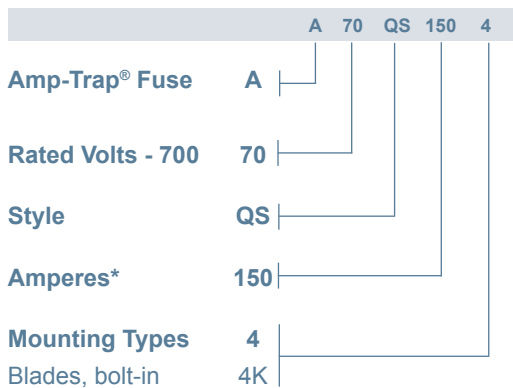 A 70 QS 150 4
Amp-Trap® Fuse A
Rated Volts - 700 70
Style QS
Amperes* 150
Mounting Types 4
Blades, bolt-in 4K